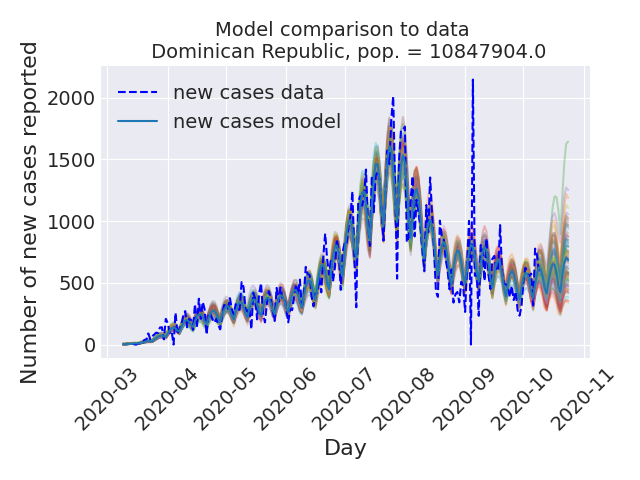 Model comparison to data
Dominican Republic, pop. = 10847904.0
Number of new cases reported
2000
1500
1000
500
0
new cases data
new cases model
2020-03
2020-04
2020-05
2020-06
2020-07
2020-08
2020-09
2020-10
2020-11
Day